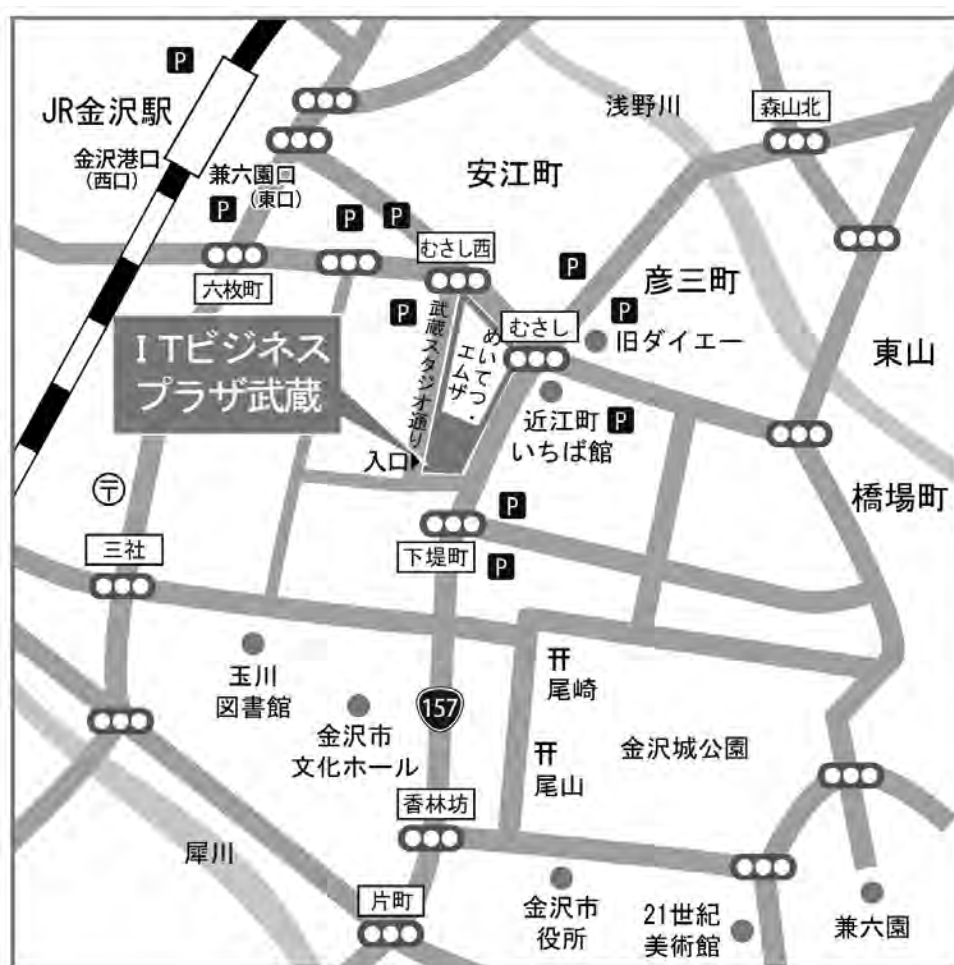 P
JR金沢駅
浅野川
森山北
金沢港口
(西口)
兼六園口
(東口)
安江町
P
P
P
むさし西
六枚町
P
P
彦三町
P
むさし
旧ダイエー
東山
ITビジネス
プラザ武蔵
武蔵スタジオ通り
めいてつ・
エムザ
近江町
いちば館
P
入口
橋場町
〒
P
三社
下堤町
P
玉川
図書館
尾崎
157
金沢市
文化ホール
金沢城公園
尾山
香林坊
犀川
片町
金沢市
役所
21世紀
美術館
兼六園